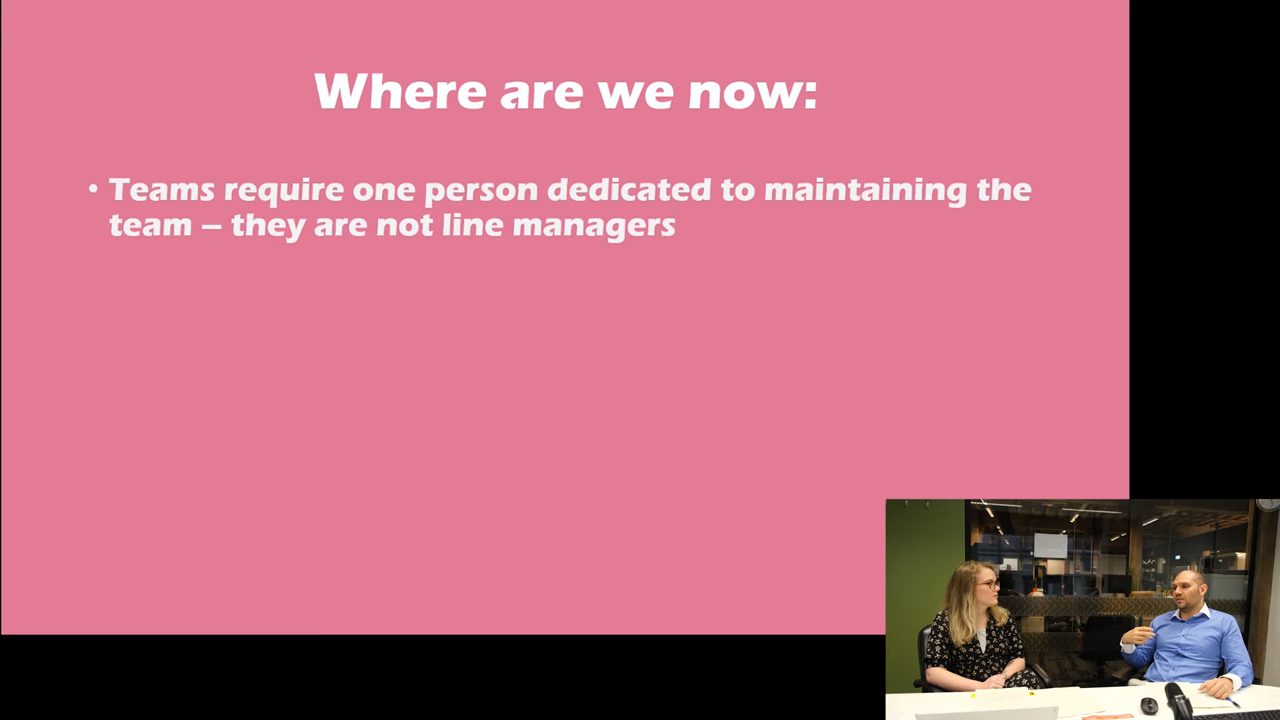 Where are we now:
• Teams require one person dedicated to maintaining the
team – they are not line managers